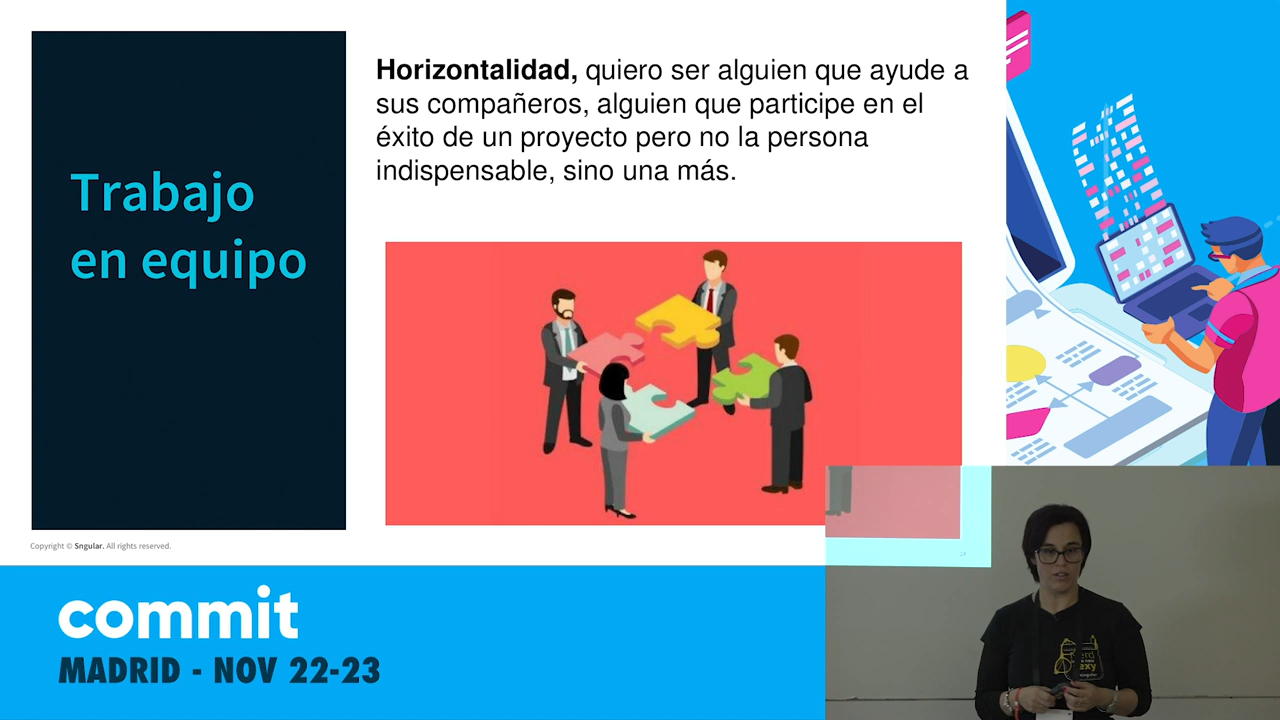 Horizontalidad, quiero ser alguien que ayude a
sus compañeros, alguien que participe en el
éxito de un proyecto pero no la persona
indispensable, sino una más.
Trabajo
en equipo
Copyright © Sngular. All rights reserved.
commit
MADRID - NOV 22-23